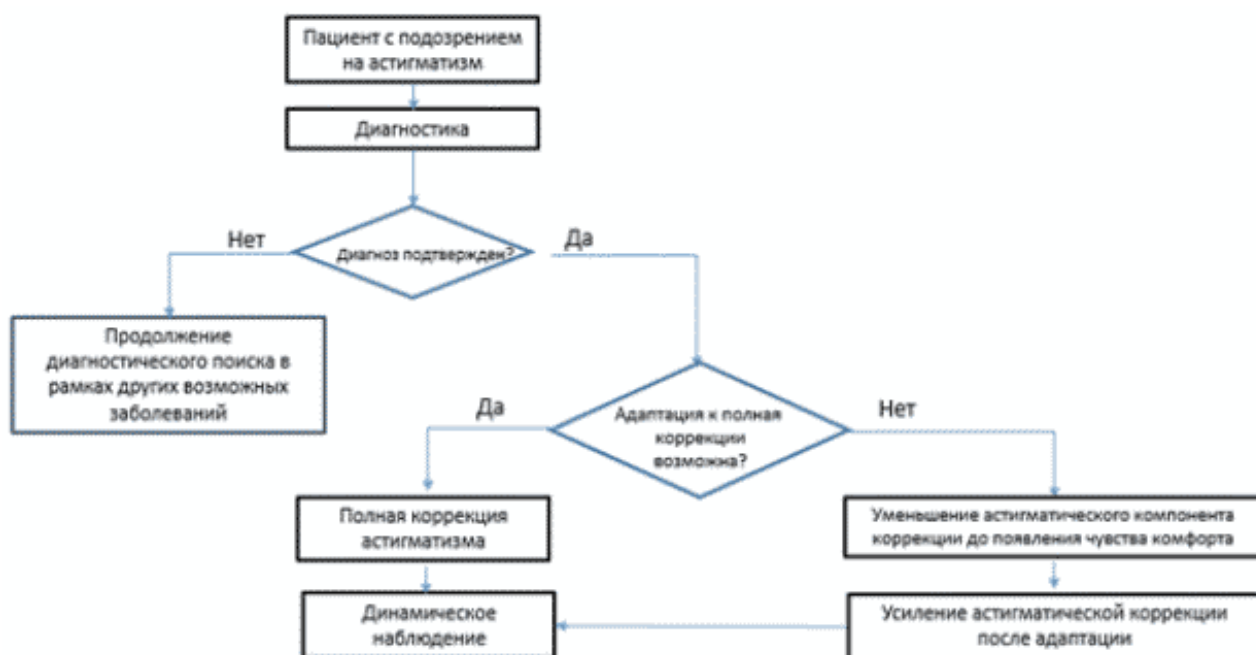 Пациент с подозрением
на астигматизм
Диагностика
Нет
Да
Диагноз подтвержден?
Продолжение
диагностического поиска в
рамках других возможных
заболеваний
Да
Нет
Адаптация к полная
коррекции
возможна?
Полная коррекция
астигматизма
Уменьшение астигматического компонента
коррекции до появления чувства комфорта
Динамическое
наблюдение
Усиление астигматической коррекции
после адаптации